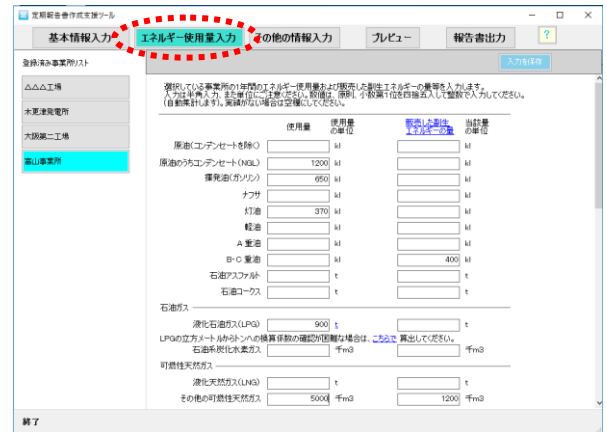 定期報告書作成支援ツール
基本情報入力 エネルギー使用量入力 その他の情報入力 プレビュー 報告書出力 ?
登録済み事業所リスト 入力を保存
△△△工場
木更津発電所
大阪第二工場
富山事業所
選択している事業所の1年間のエネルギー使用量および販売した副生エネルギーの量等を入力します。
入力は半角入力、また単位にご注意ください。数値は、原則、小数第1位を四捨五入して整数で入力してください。
(自動集計します)。実績がない場合は空欄にしてください。
使用量 使用量の単位 販売した副生エネルギーの量 当該量の単位
原油(コンデンセートを除く) kl kl
原油のうちコンデンセート(NGL) 1200 kl kl
揮発油(ガソリン) 650 kl kl
ナフサ kl kl
灯油 370 kl kl
軽油 kl kl
A 重油 kl kl
B・C 重油 kl 400 kl
石油アスファルト t t
石油コークス t t
石油ガス
液化石油ガス(LPG) 900 t t
LPGの立方メートルからトンへの換算係数の確認が困難な場合は、こちらで 算出してください。
石油系炭化水素ガス 千m3 千m3
可燃性天然ガス
液化天然ガス(LNG) t t
その他の可燃性天然ガス 5000 千m3 1200 千m3
終了